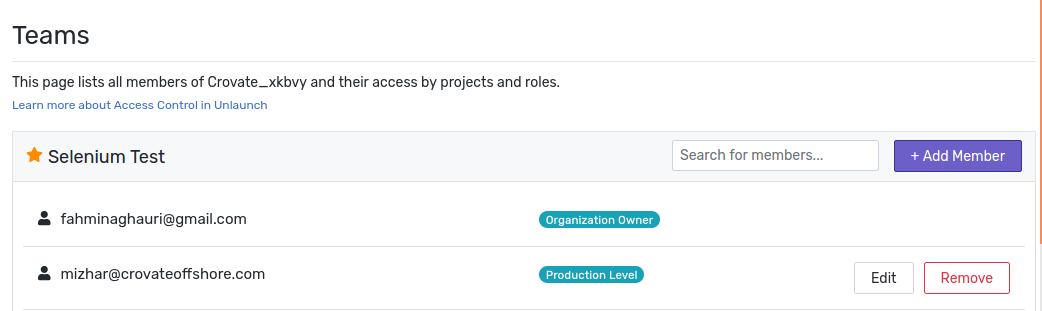 Teams
This page lists all members of Crovate_xkbvy and their access by projects and roles.
Learn more about Access Control in Unlaunch
Selenium Test
Search for members...
+ Add Member
fahminaghauri@gmail.com
Organization Owner
mizhar@crovateoffshore.com
Production Level
Edit
Remove